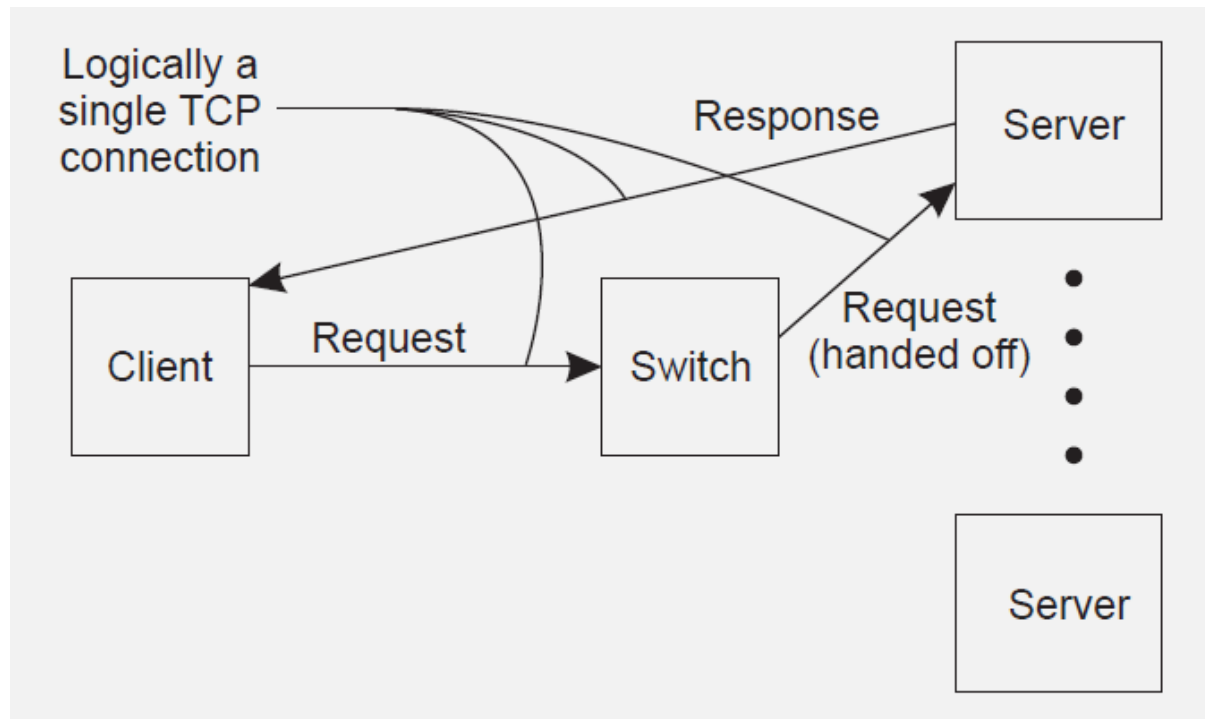 Logically a
single TCP
connection
Response
Server
Client
Request
Switch
Request
(handed off)
Server